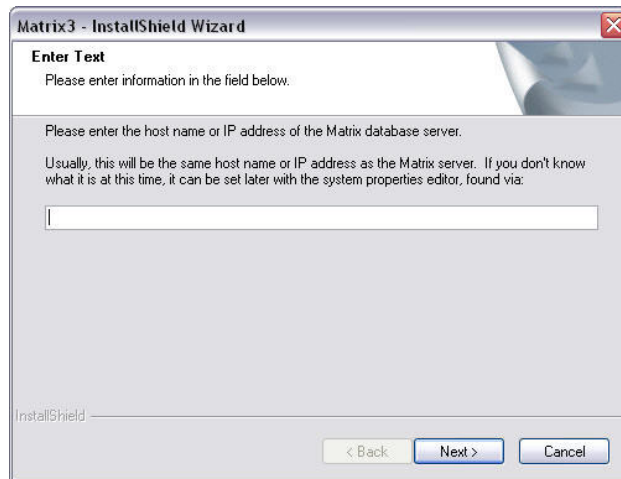 Matrix3 - InstallShield Wizard
Enter Text
Please enter information in the field below.
Please enter the host name or IP address of the Matrix database server.
Usually, this will be the same host name or IP address as the Matrix server.  If you don't know
what it is at this time, it can be set later with the system properties editor, found via:
InstallShield
< Back Next > Cancel